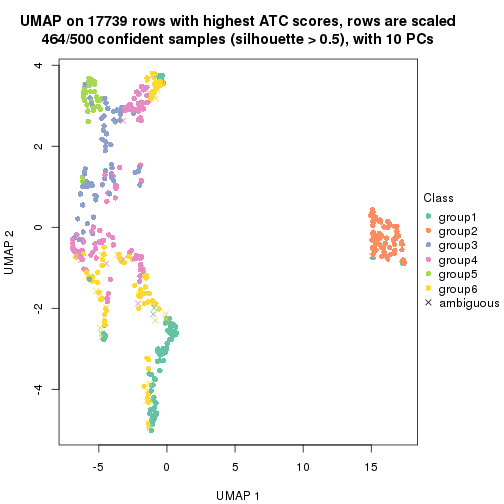 UMAP on 17739 rows with highest ATC scores, rows are scaled
464/500 confident samples (silhouette > 0.5), with 10 PCs
4
2
0
-2
-4
UMAP 2
-5
0
5
10
15
UMAP 1
Class
group1
group2
group3
group4
group5
group6
ambiguous